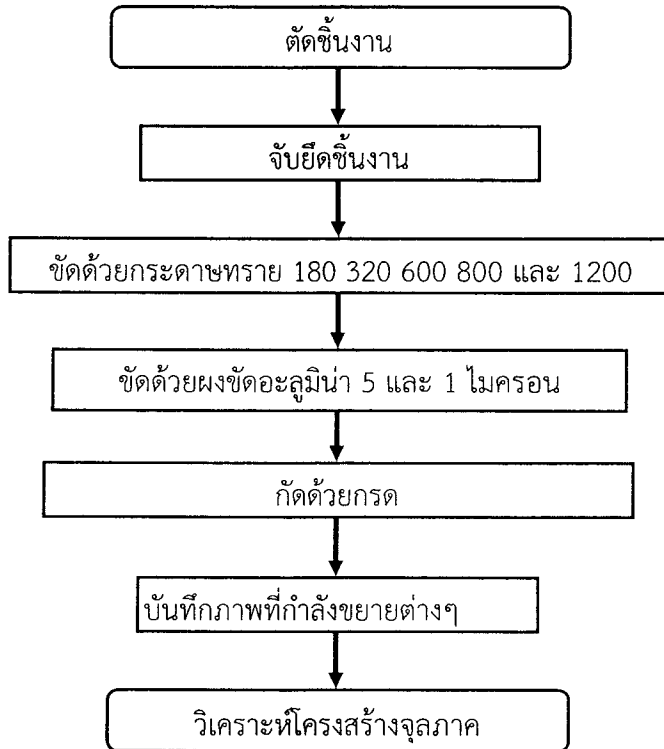 ตัดชิ้นงาน
จับยึดชิ้นงาน
ขัดด้วยกระดาษทราย 180 320 600 800 และ 1200
ขัดด้วยผงขัดอะลูมิน่า 5 และ 1 ไมครอน
กัดด้วยกรด
บันทึกภาพที่กำลังขยายต่างๆ
วิเคราะห์โครงสร้างจุลภาค